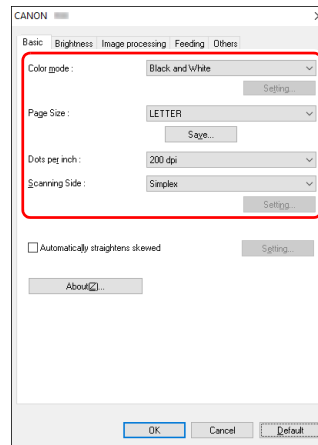 CANON
Basic Brightness Image processing Feeding Others
Color mode : Black and White
Setting...
Page Size : LETTER
Save...
Dots per inch : 200 dpi
Scanning Side : Simplex
Setting...
Automatically straightens skewed Setting...
About(Z)...
OK Cancel Default